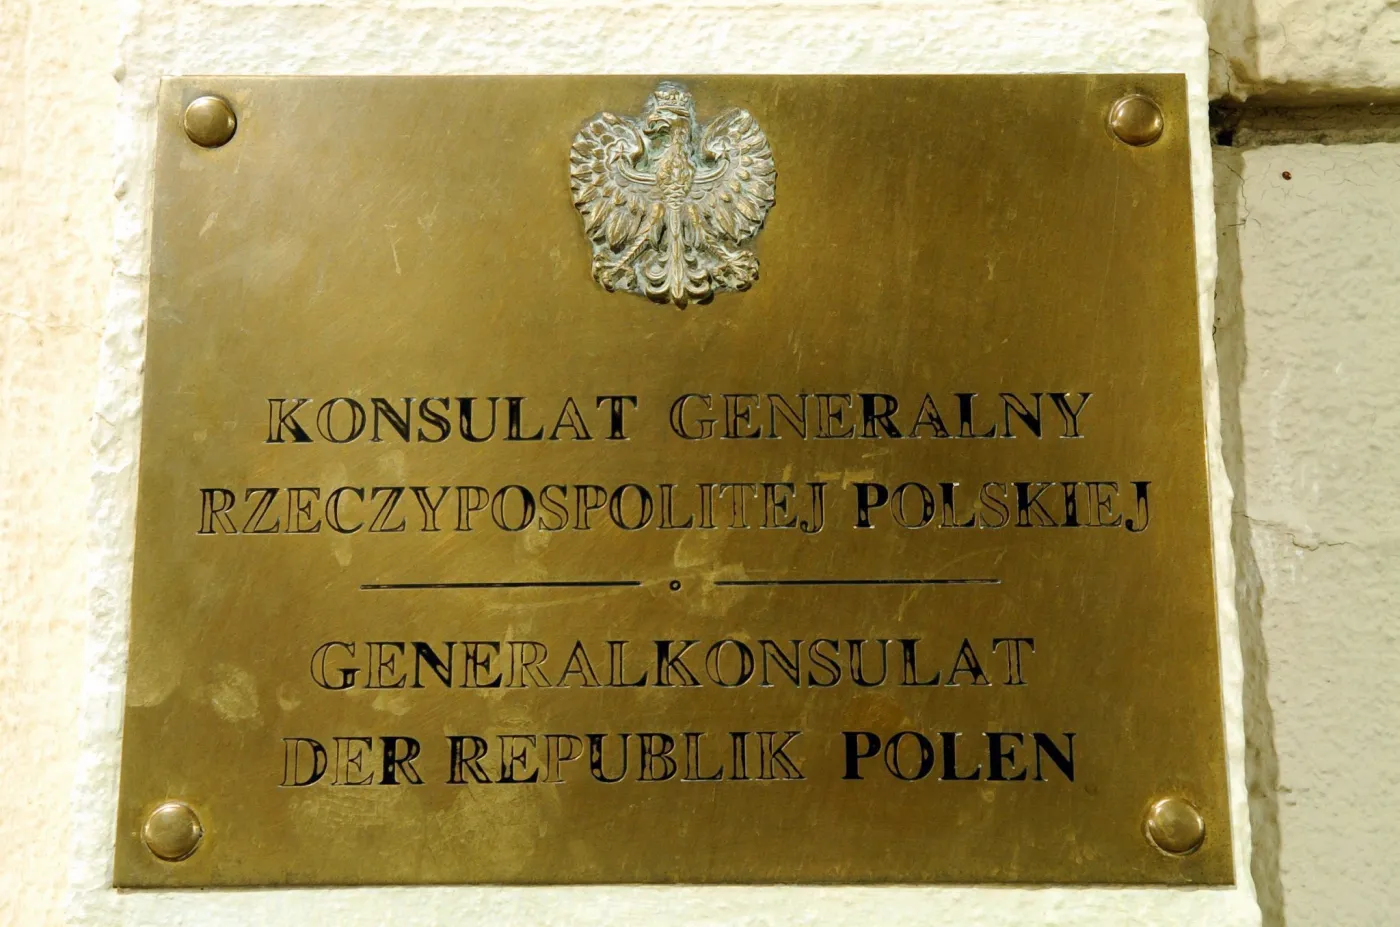 KONSULAT GENERALNY
RZECZYPOSPOLITEJ POLSKIEJ
GENERALKONSULAT
DER REPUBLIK POLEN